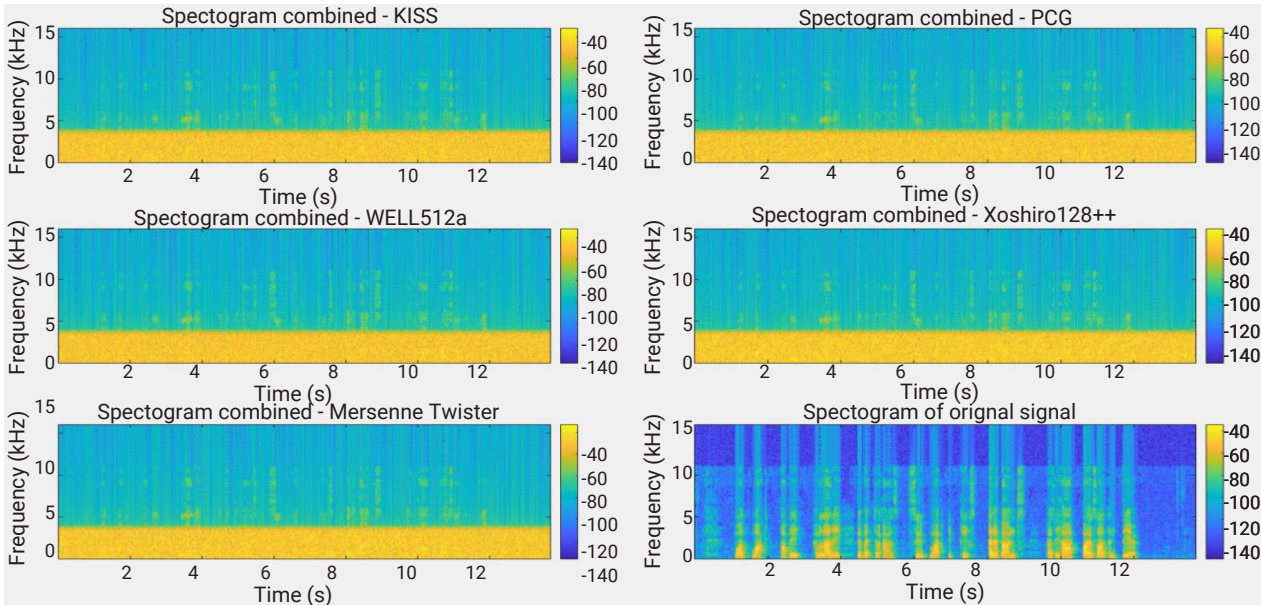 Spectogram combined - KISS
Frequency (kHz)
15
10
5
0
2 4 6 8 10 12
Time (s)
-40
-60
-80
-100
-120
-140
Spectogram combined - PCG
Frequency (kHz)
15
10
5
0
2 4 6 8 10 12
Time (s)
-40
-60
-80
-100
-120
-140
Spectogram combined - WELL512a
Frequency (kHz)
15
10
5
0
2 4 6 8 10 12
Time (s)
-40
-60
-80
-100
-120
-140
Spectogram combined - Xoshiro128++
Frequency (kHz)
15
10
5
0
2 4 6 8 10 12
Time (s)
-40
-60
-80
-100
-120
-140
Spectogram combined - Mersenne Twister
Frequency (kHz)
15
10
5
0
2 4 6 8 10 12
Time (s)
-40
-60
-80
-100
-120
-140
Spectogram of orignal signal
Frequency (kHz)
15
10
5
0
2 4 6 8 10 12
Time (s)
-40
-60
-80
-100
-120
-140